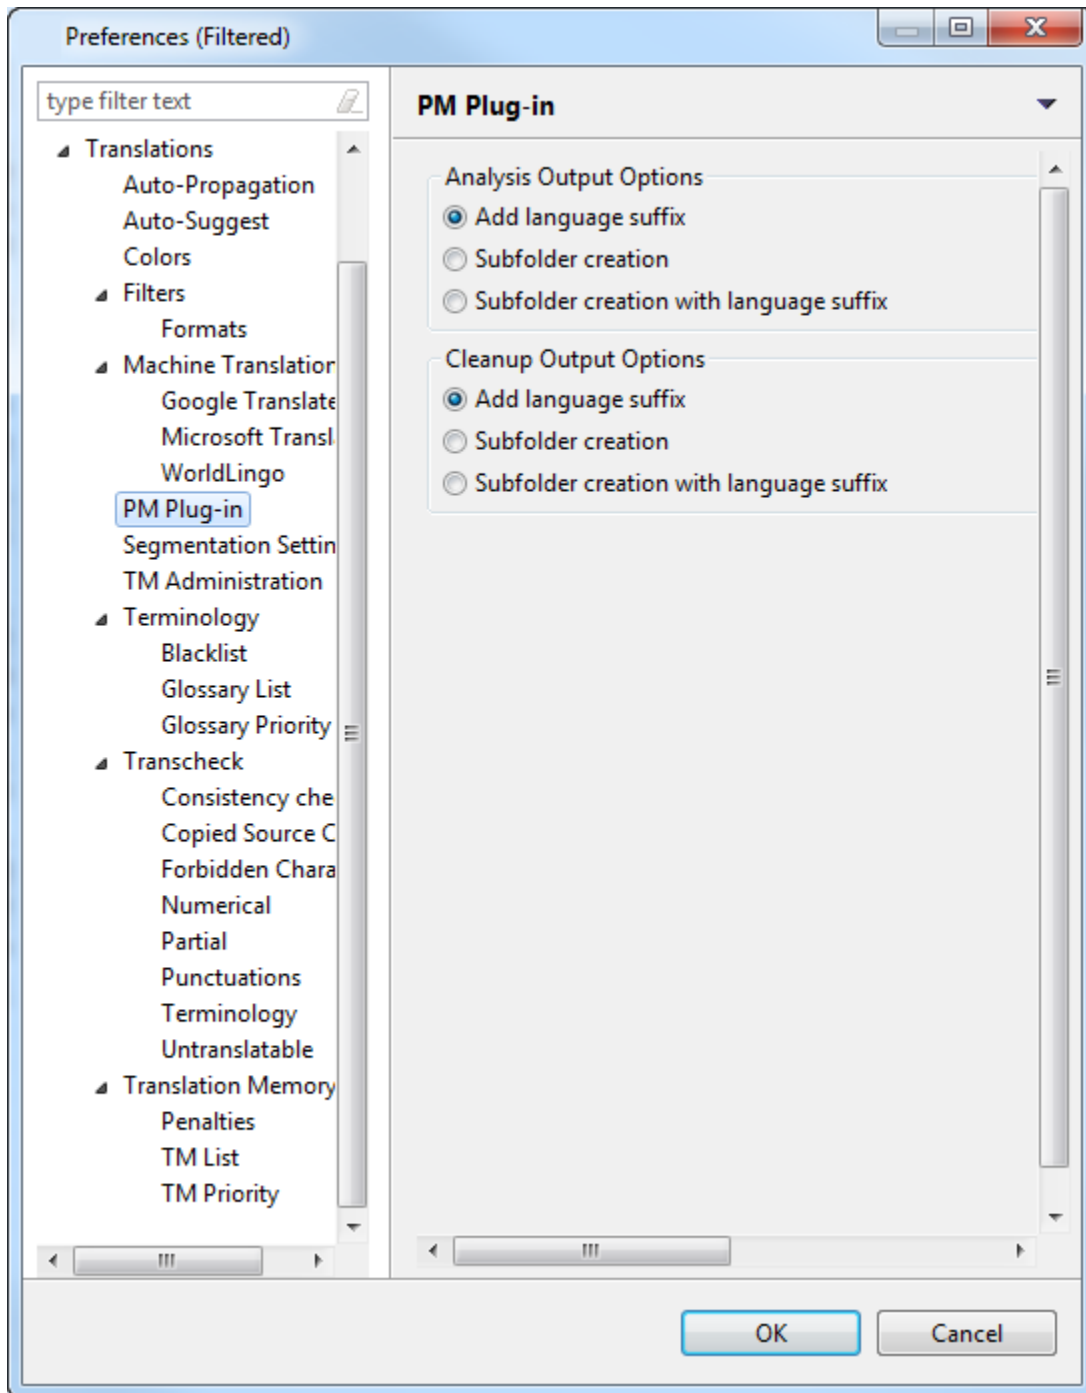 Preferences (Filtered)
type filter text
Translations
Auto-Propagation
Auto-Suggest
Colors
Filters
Formats
Machine Translation
Google Translate
Microsoft Transl
WorldLingo
PM Plug-in
Segmentation Settin
TM Administration
Terminology
Blacklist
Glossary List
Glossary Priority
Transcheck
Consistency che
Copied Source C
Forbidden Chara
Numerical
Partial
Punctuations
Terminology
Untranslatable
Translation Memory
Penalties
TM List
TM Priority
PM Plug-in
Analysis Output Options
Add language suffix
Subfolder creation
Subfolder creation with language suffix
Cleanup Output Options
Add language suffix
Subfolder creation
Subfolder creation with language suffix
OK
Cancel